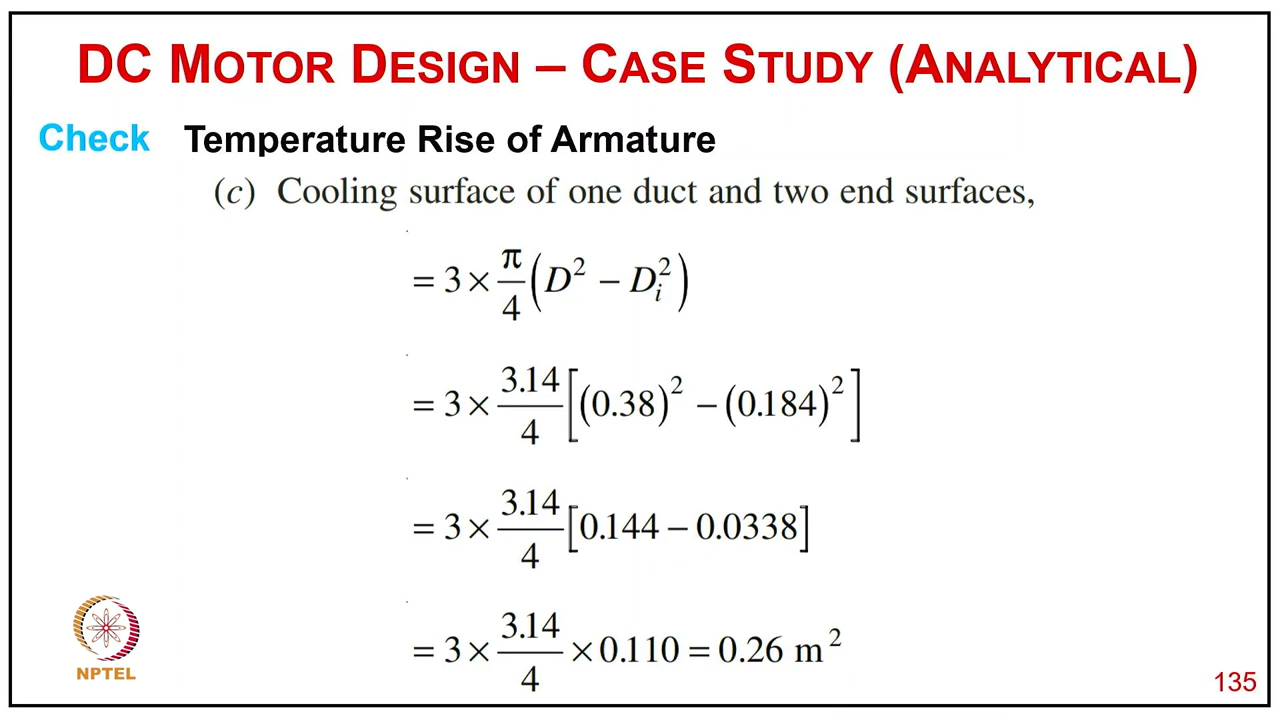 DC MOTOR DESIGN – CASE STUDY (ANALYTICAL)
Check Temperature Rise of Armature
(c) Cooling surface of one duct and two end surfaces,
= 3 × π/4 (D² − Dᵢ²)
= 3 × 3.14/4 [(0.38)² − (0.184)²]
= 3 × 3.14/4 [0.144 − 0.0338]
= 3 × 3.14/4 × 0.110 = 0.26 m²
NPTEL
135